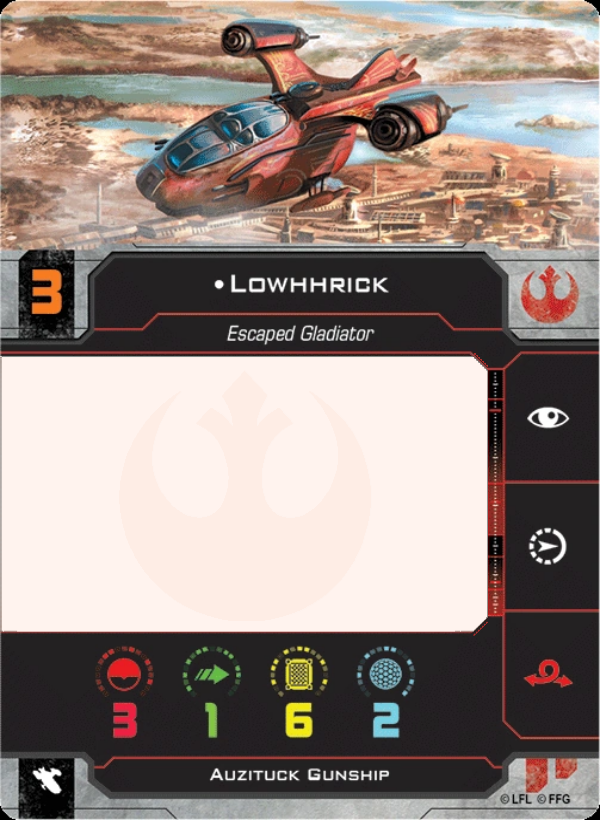 3
•Lowhhrick
Escaped Gladiator
3 1 6 2
Auzituck Gunship
© LFL © FFG